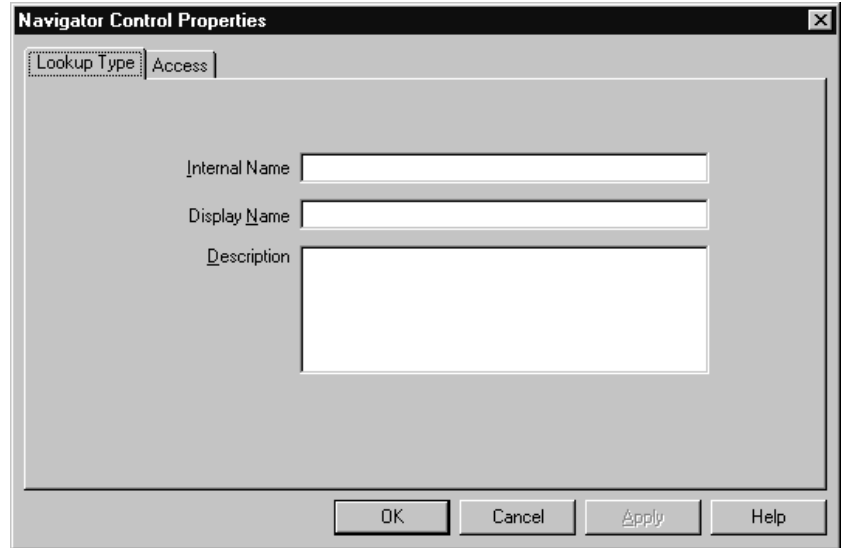 Navigator Control Properties
Lookup Type Access
Internal Name
Display Name
Description
OK Cancel Apply Help